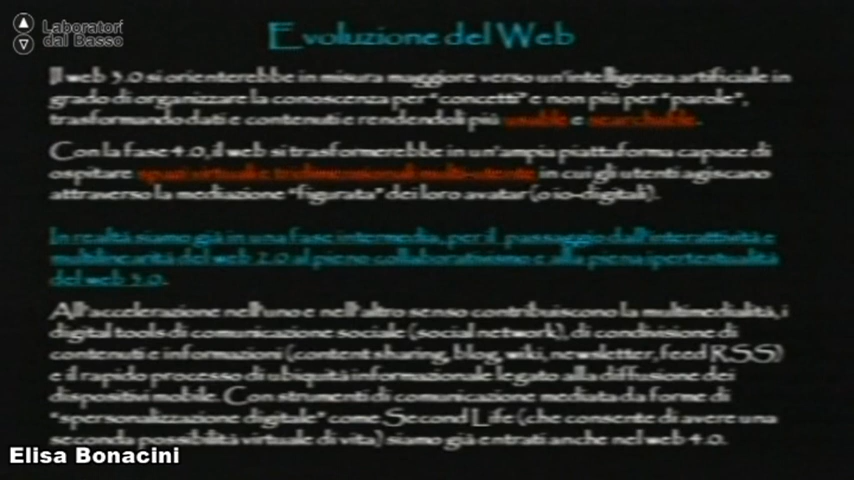 Laboratori
dal Basso
Evoluzione del Web
Il web 3.0 si orienterebbe in misura maggiore verso un'intelligenza artificiale in
grado di organizzare la conoscenza per "concetti" e non più per "parole",
trasformando dati e contenuti e rendendoli più usable e searchable.
Con la fase 4.0, il web si trasformerebbe in un'ampia piattaforma capace di
ospitare spazi virtuali e tridimensionali multi-utente in cui gli utenti agiscano
attraverso la mediazione "figurata" dei loro avatar (o io-digitali).
In realtà siamo già in una fase intermedia, per il passaggio dall'interattività e
multilinearità del web 2.0 al pieno collaborativismo e alla piena ipertestualità
del web 3.0.
All'accelerazione nell'uno e nell'altro senso contribuiscono la multimedialità, i
digital tools di comunicazione sociale (social network), di condivisione di
contenuti e informazioni (content sharing, blog, wiki, newsletter, feed RSS)
e il rapido processo di ubiquità informazionale legato alla diffusione dei
dispositivi mobile. Con strumenti di comunicazione mediata da forme di
"spersonalizzazione digitale" come Second Life (che consente di avere una
seconda possibilità virtuale di vita) siamo già entrati anche nel web 4.0.
Elisa Bonacini